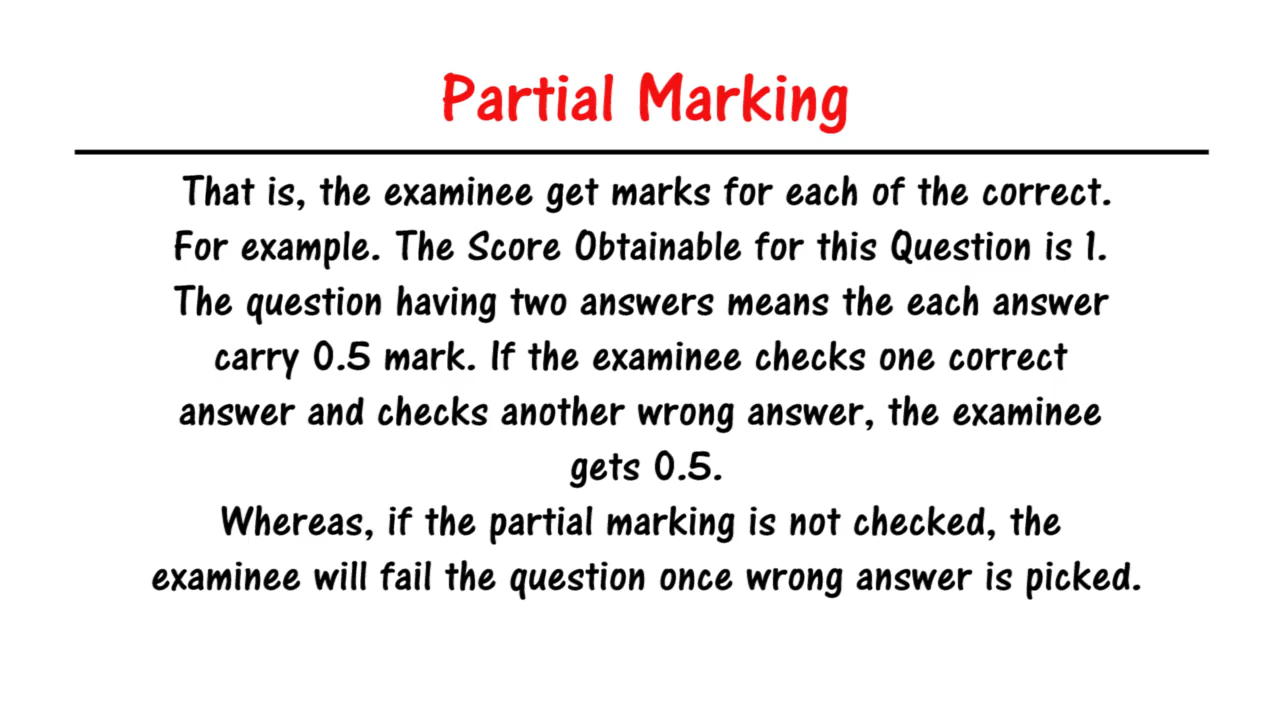 Partial Marking
That is, the examinee get marks for each of the correct.
For example. The Score Obtainable for this Question is 1.
The question having two answers means the each answer
carry 0.5 mark. If the examinee checks one correct
answer and checks another wrong answer, the examinee
gets 0.5.
Whereas, if the partial marking is not checked, the
examinee will fail the question once wrong answer is picked.